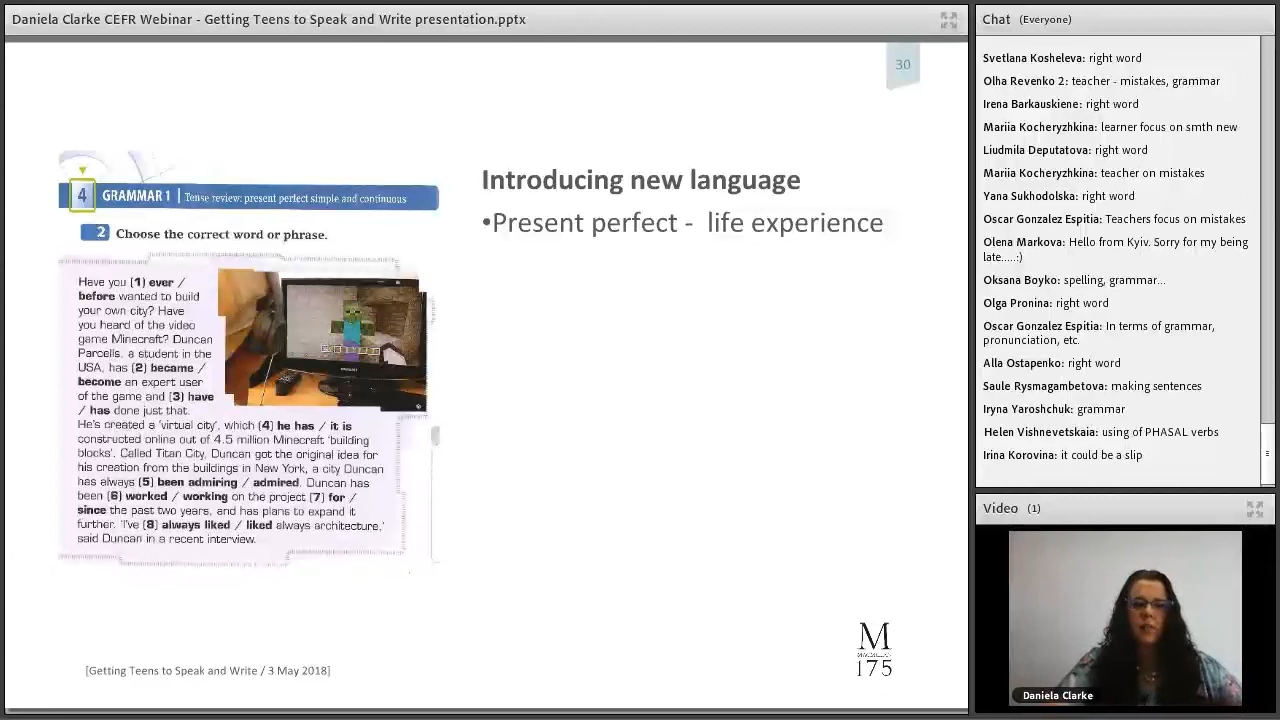 Daniela Clarke CEFR Webinar - Getting Teens to Speak and Write presentation.pptx
30
4 GRAMMAR 1 | Tense review: present perfect simple and continuous
2 Choose the correct word or phrase.
Have you (1) ever /
before wanted to build
your own city? Have
you heard of the video
game Minecraft? Duncan
Parcells, a student in the
USA, has (2) became /
become an expert user
of the game and (3) have
/ has done just that.
He's created a 'virtual city', which (4) he has / it is
constructed online out of 4.5 million Minecraft 'building
blocks'. Called Titan City, Duncan got the original idea for
his creation from the buildings in New York, a city Duncan
has always (5) been admiring / admired. Duncan has
been (6) worked / working on the project (7) for /
since the past two years, and has plans to expand it
further. 'I've (8) always liked / liked always architecture,'
said Duncan in a recent interview.
Introducing new language
•Present perfect - life experience
[Getting Teens to Speak and Write / 3 May 2018]
M
MACMILLAN
175
Chat (Everyone)
Svetlana Kosheleva: right word
Olha Revenko 2: teacher - mistakes, grammar
Irena Barkauskiene: right word
Mariia Kocheryzhkina: learner focus on smth new
Liudmila Deputatova: right word
Mariia Kocheryzhkina: teacher on mistakes
Yana Sukhodolska: right word
Oscar Gonzalez Espitia: Teachers focus on mistakes
Olena Markova: Hello from Kyiv. Sorry for my being
late.....:)
Oksana Boyko: spelling, grammar...
Olga Pronina: right word
Oscar Gonzalez Espitia: In terms of grammar,
pronunciation, etc.
Alla Ostapenko: right word
Saule Rysmagambetova: making sentences
Iryna Yaroshchuk: grammar
Helen Vishnevetskaia: using of PHASAL verbs
Irina Korovina: it could be a slip
Video (1)
Daniela Clarke